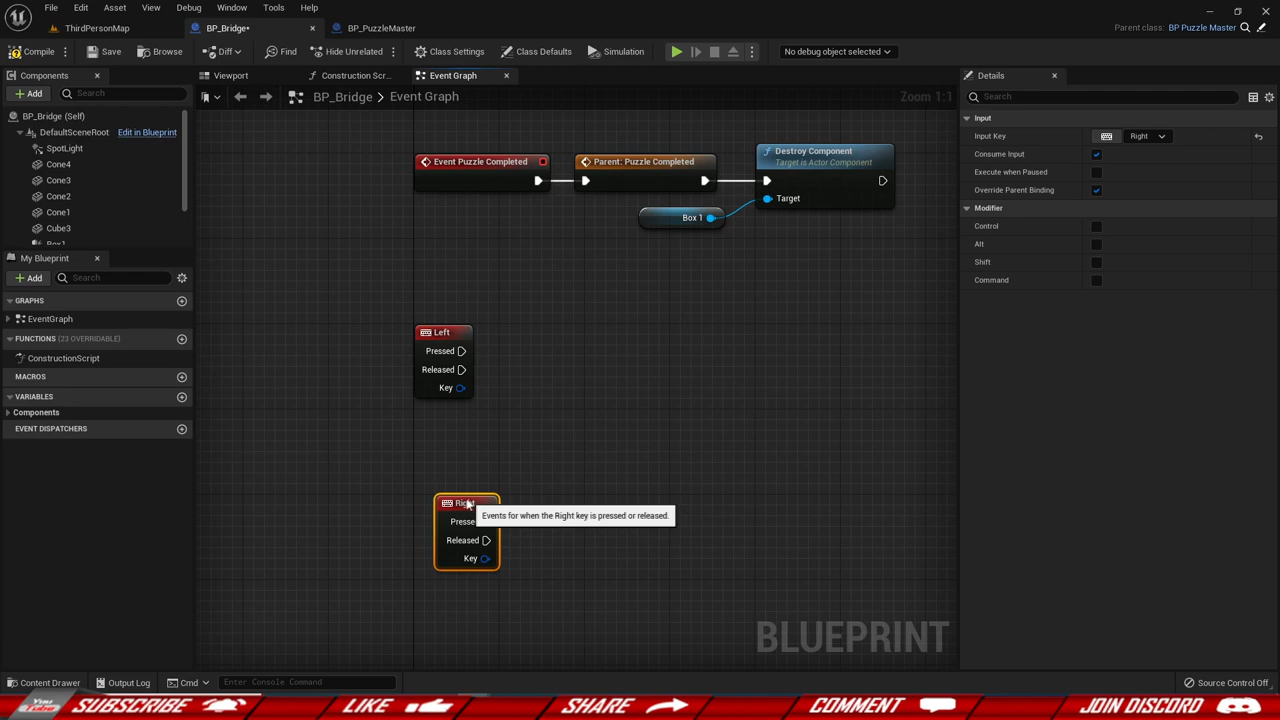 File Edit Asset View Debug Window Tools Help
ThirdPersonMap BP_Bridge* BP_PuzzleMaster
Parent class: BP Puzzle Master
Compile Save Browse Diff Find Hide Unrelated Class Settings Class Defaults Simulation No debug object selected
Components
Add Search
BP_Bridge (Self)
DefaultSceneRoot Edit in Blueprint
SpotLight
Cone4
Cone3
Cone2
Cone1
Cube3
Box1
My Blueprint
Add Search
GRAPHS
EventGraph
FUNCTIONS (23 OVERRIDABLE)
ConstructionScript
MACROS
VARIABLES
Components
EVENT DISPATCHERS
Viewport Construction Scr... Event Graph
BP_Bridge > Event Graph
Zoom 1:1
Event Puzzle Completed
Parent: Puzzle Completed
Destroy Component
Target is Actor Component
Target
Box 1
Left
Pressed
Released
Key
Right
Presse
Released
Key
Events for when the Right key is pressed or released.
BLUEPRINT
Details
Search
Input
Input Key Right
Consume Input
Execute when Paused
Override Parent Binding
Modifier
Control
Alt
Shift
Command
Content Drawer Output Log Cmd Enter Console Command Source Control Off
You Tube SUBSCRIBE LIKE SHARE COMMENT JOIN DISCORD